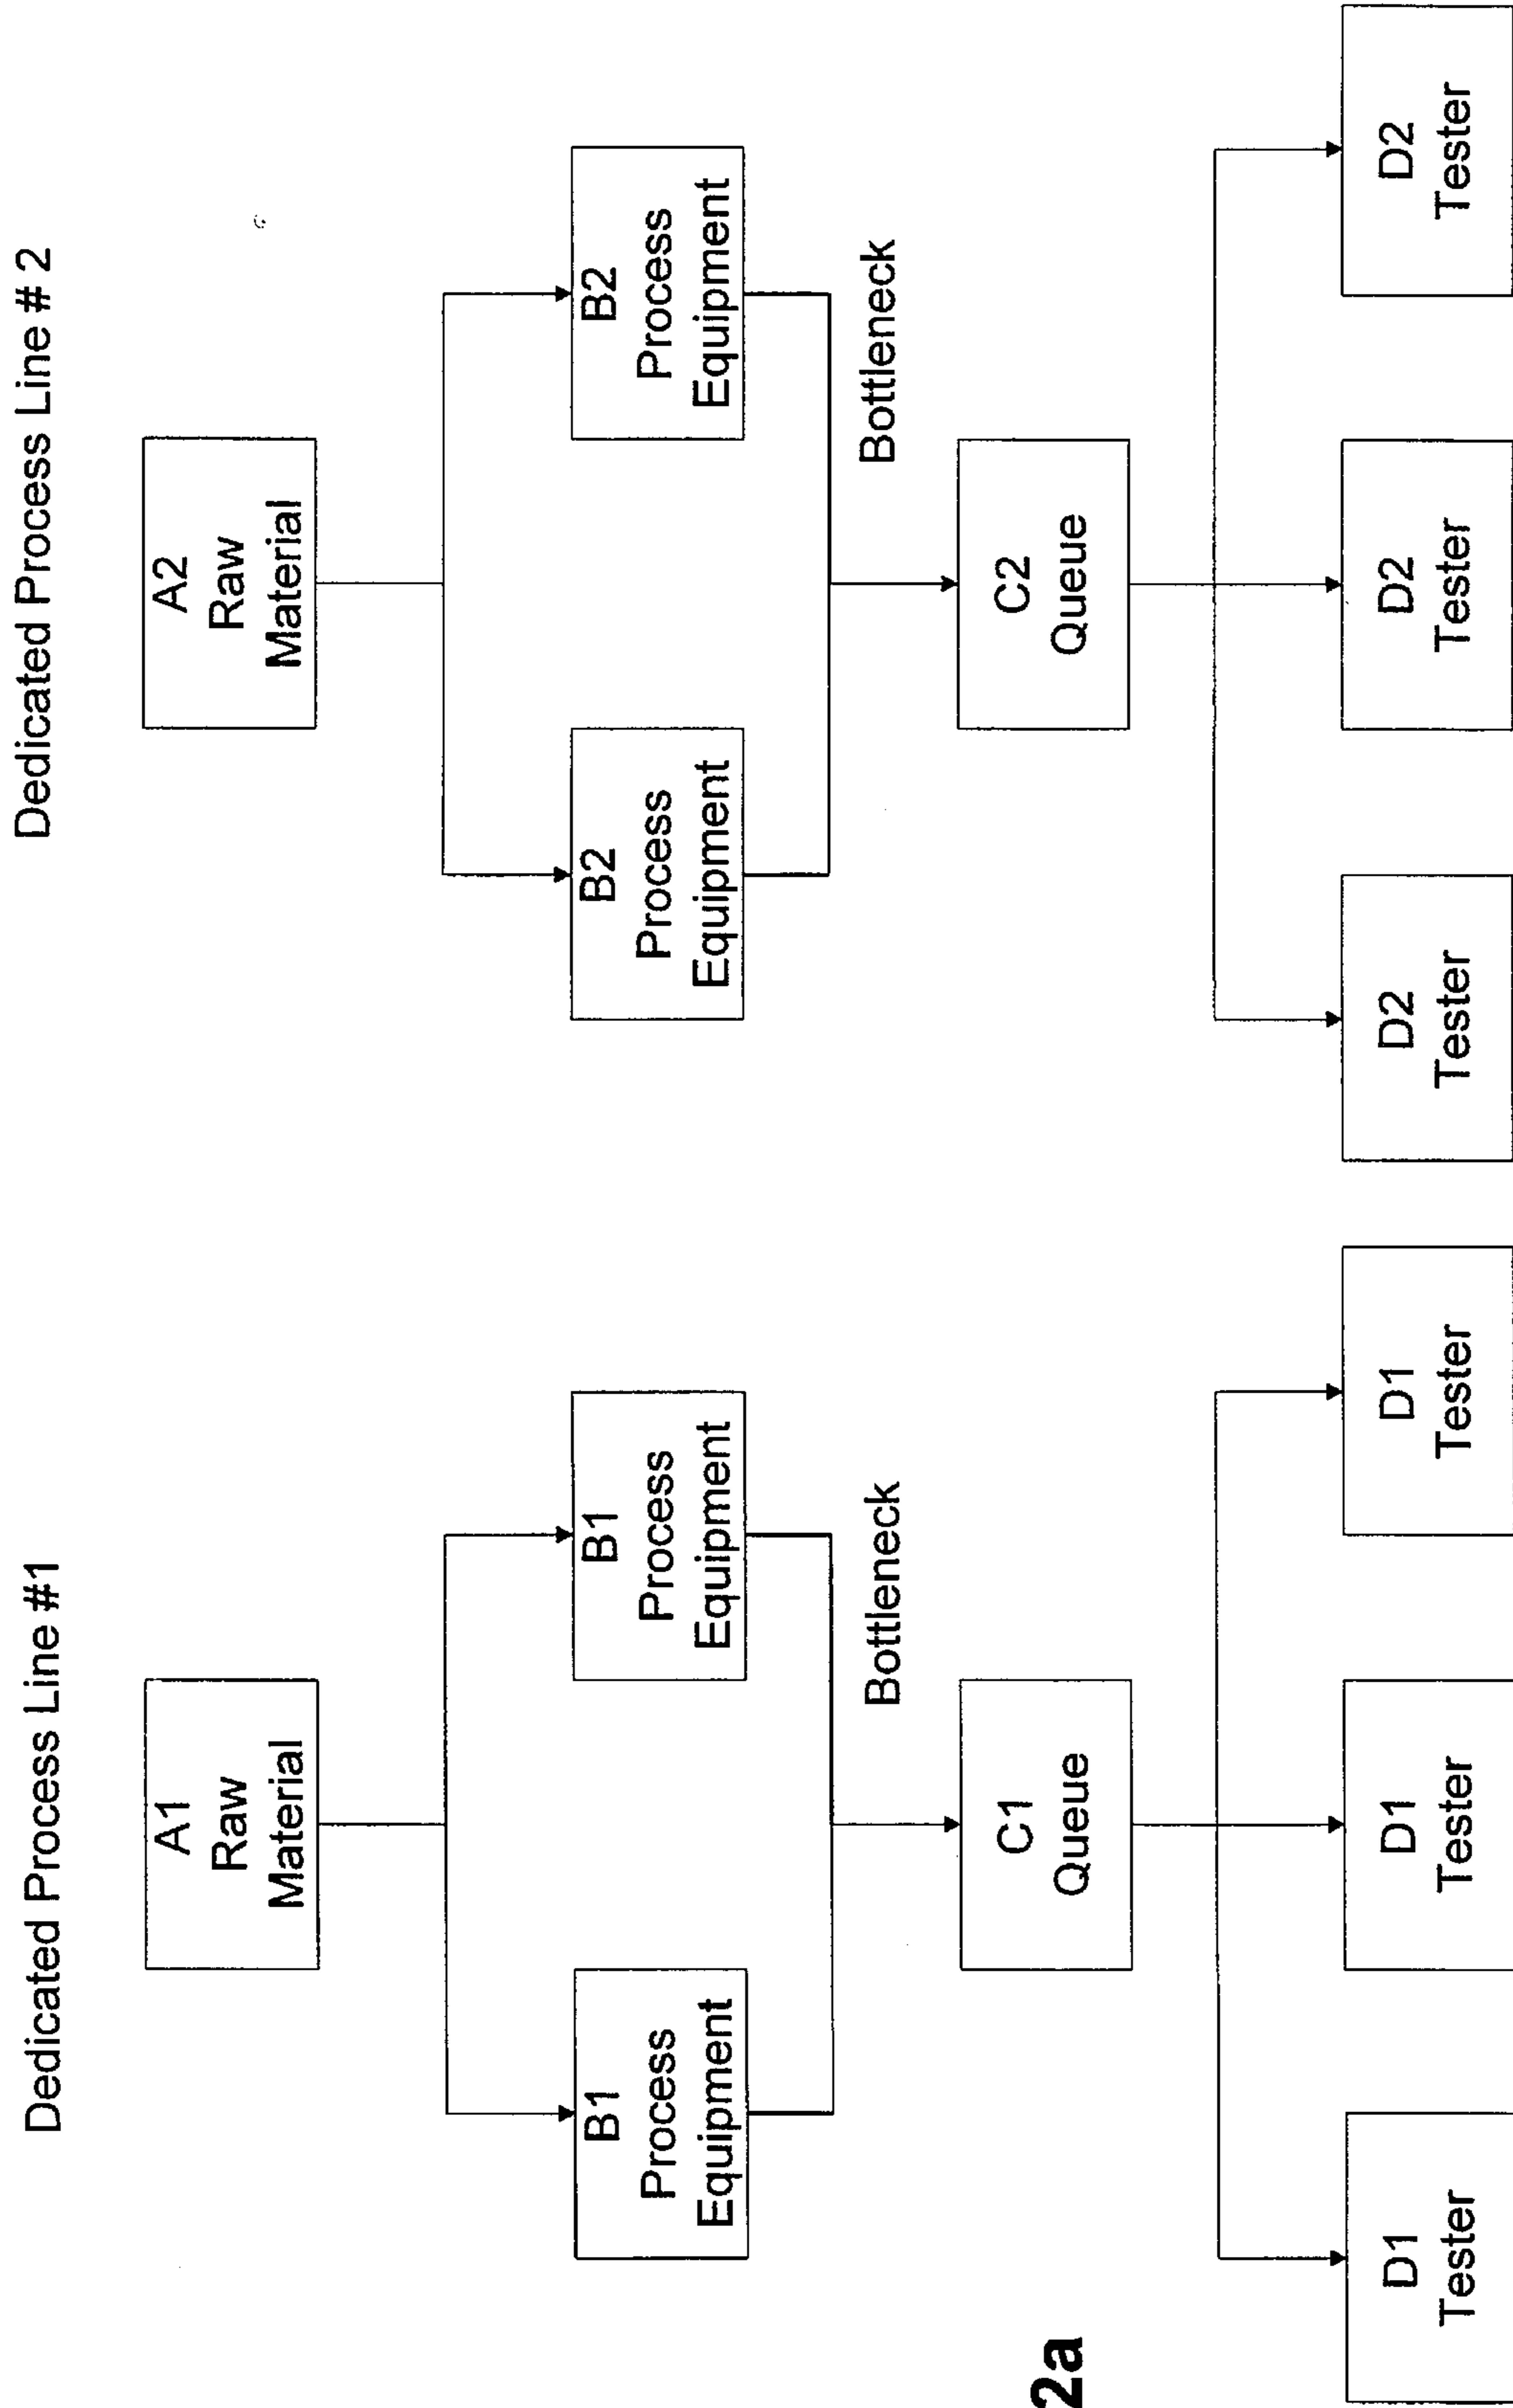 Dedicated Process Line #1
A1
Raw
Material
B1
Process
Equipment
B1
Process
Equipment
Bottleneck
C1
Queue
D1
Tester
D1
Tester
D1
Tester
Dedicated Process Line # 2
A2
Raw
Material
B2
Process
Equipment
B2
Process
Equipment
Bottleneck
C2
Queue
D2
Tester
D2
Tester
D2
Tester
2a